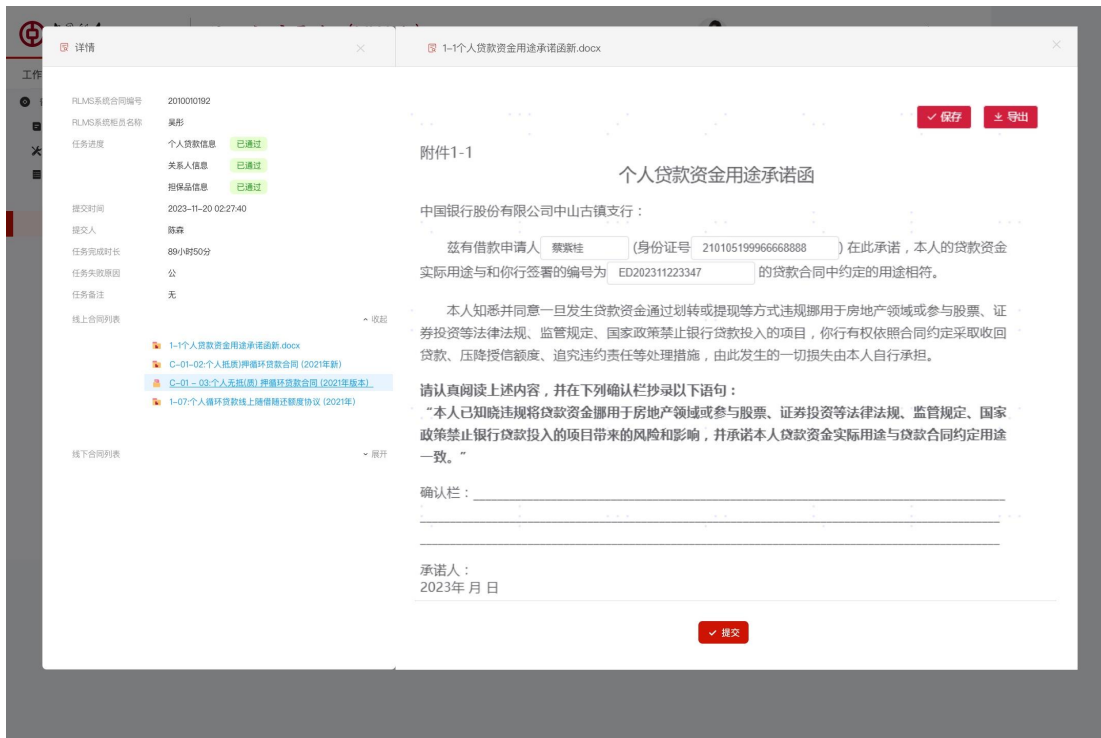 详情
1-1个人贷款资金用途承诺函新.docx
工作
RLMS系统合同编号 2010010192
RLMS系统柜员名称 吴彤
任务进度 个人贷款信息 已通过
关系人信息 已通过
担保品信息 已通过
提交时间 2023-11-20 02:27:40
提交人 陈森
任务完成时长 89小时50分
任务失败原因 公
任务备注 无
线上合同列表 收起
1-1个人贷款资金用途承诺函新.docx
C-01-02:个人抵质)押循环贷款合同 (2021年新)
C-01 - 03:个人无抵(质) 押循环贷款合同 (2021年版本)
1-07:个人循环贷款线上随借随还额度协议 (2021年)
线下合同列表 展开
保存 导出
附件1-1
个人贷款资金用途承诺函
中国银行股份有限公司中山古镇支行：
兹有借款申请人 蔡紫桂 (身份证号 210105199966668888 ) 在此承诺，本人的贷款资金
实际用途与和你行签署的编号为 ED202311223347 的贷款合同中约定的用途相符。
本人知悉并同意一旦发生贷款资金通过划转或提现等方式违规挪用于房地产领域或参与股票、证
券投资等法律法规、监管规定、国家政策禁止银行贷款投入的项目，你行有权依照合同约定采取收回
贷款、压降授信额度、追究违约责任等处理措施，由此发生的一切损失由本人自行承担。
请认真阅读上述内容，并在下列确认栏抄录以下语句：
“本人已知晓违规将贷款资金挪用于房地产领域或参与股票、证券投资等法律法规、监管规定、国家
政策禁止银行贷款投入的项目带来的风险和影响，并承诺本人贷款资金实际用途与贷款合同约定用途
一致。”
确认栏：
承诺人：
2023年 月 日
提交